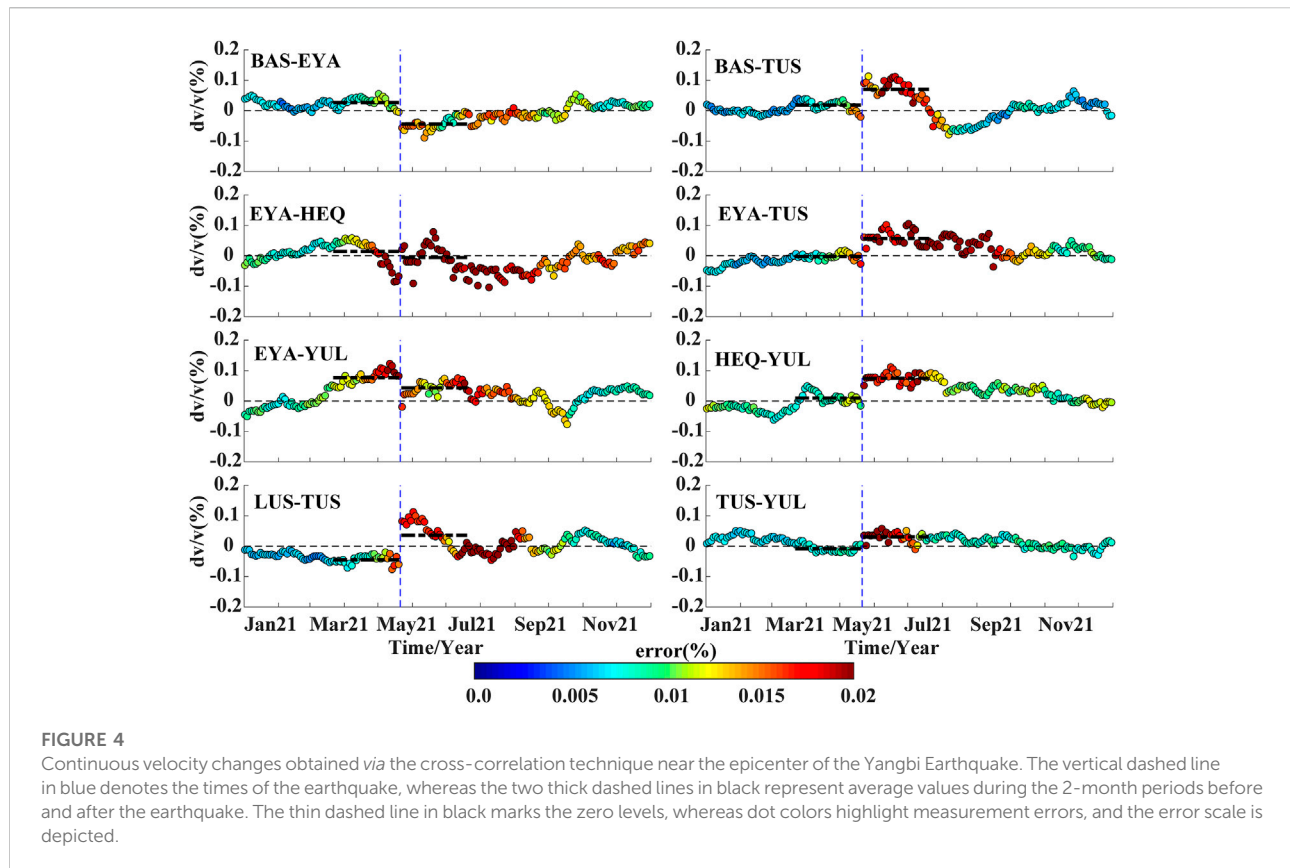 BAS-EYA
BAS-TUS
dv/v(%)
0.2
0.1
0
-0.1
-0.2
0.2
0.1
0
-0.1
-0.2
EYA-HEQ
EYA-TUS
dv/v(%)
0.2
0.1
0
-0.1
-0.2
0.2
0.1
0
-0.1
-0.2
EYA-YUL
HEQ-YUL
dv/v(%)
0.2
0.1
0
-0.1
-0.2
0.2
0.1
0
-0.1
-0.2
LUS-TUS
TUS-YUL
dv/v(%)
0.2
0.1
0
-0.1
-0.2
0.2
0.1
0
-0.1
-0.2
Jan21 Mar21 May21 Jul21 Sep21 Nov21
Jan21 Mar21 May21 Jul21 Sep21 Nov21
Time/Year
Time/Year
error(%)
0.0 0.005 0.01 0.015 0.02
FIGURE 4
Continuous velocity changes obtained via the cross-correlation technique near the epicenter of the Yangbi Earthquake. The vertical dashed line
in blue denotes the times of the earthquake, whereas the two thick dashed lines in black represent average values during the 2-month periods before
and after the earthquake. The thin dashed line in black marks the zero levels, whereas dot colors highlight measurement errors, and the error scale is
depicted.